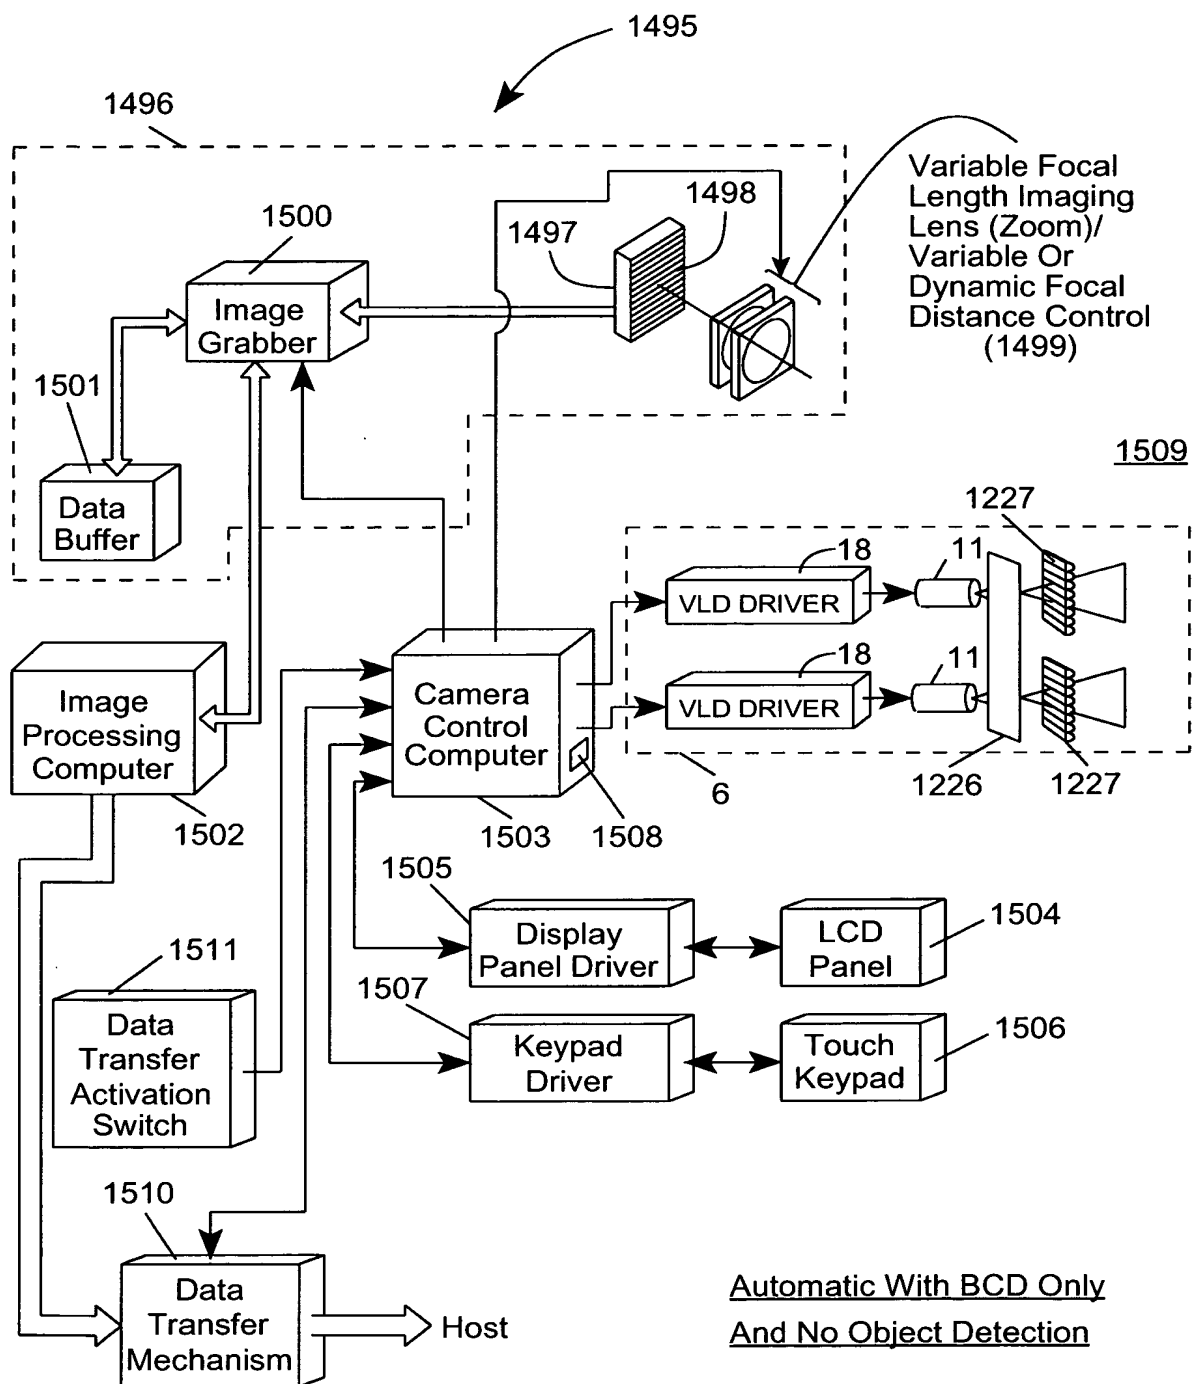 1495
1496
Variable Focal
Length Imaging
Lens (Zoom)/
Variable Or
Dynamic Focal
Distance Control
(1499)
1500
1497
1498
Image
Grabber
1501
Data
Buffer
1509
1227
18
11
VLD DRIVER
18
11
VLD DRIVER
6
1226
1227
Image
Processing
Computer
1502
Camera
Control
Computer
1503
1508
1505
Display
Panel Driver
LCD
Panel
1504
1511
Data
Transfer
Activation
Switch
1507
Keypad
Driver
Touch
Keypad
1506
1510
Data
Transfer
Mechanism
Host
Automatic With BCD Only
And No Object Detection